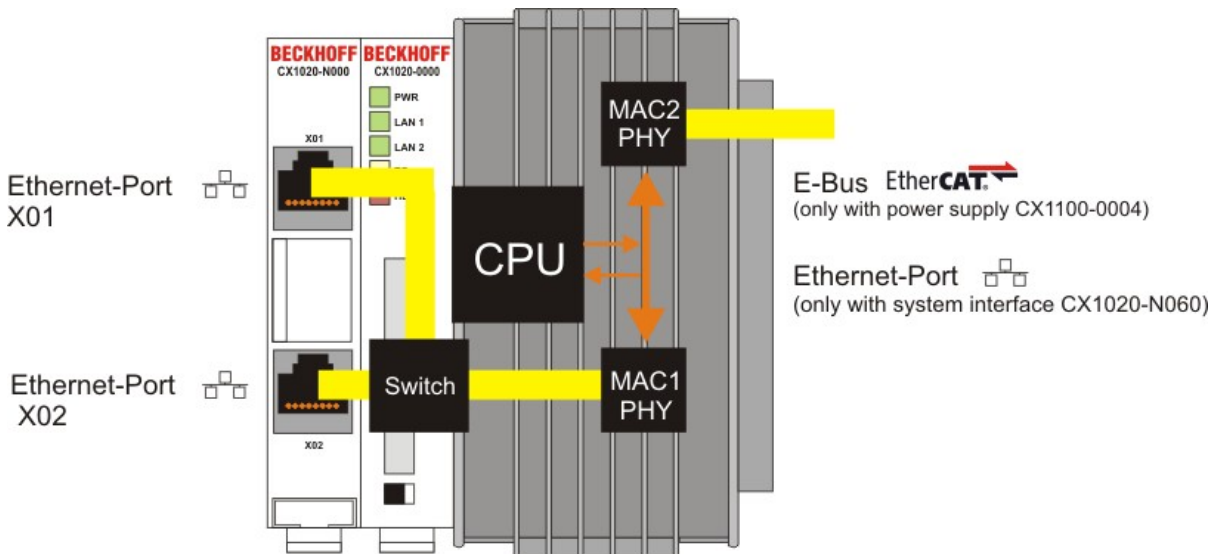 BECKHOFF
CX1020-N000
BECKHOFF
CX1020-0000
PWR
LAN 1
LAN 2
X01
Ethernet-Port
X01
CPU
MAC2
PHY
E-Bus EtherCAT®
(only with power supply CX1100-0004)
Ethernet-Port
(only with system interface CX1020-N060)
Ethernet-Port
X02
Switch
MAC1
PHY
X02